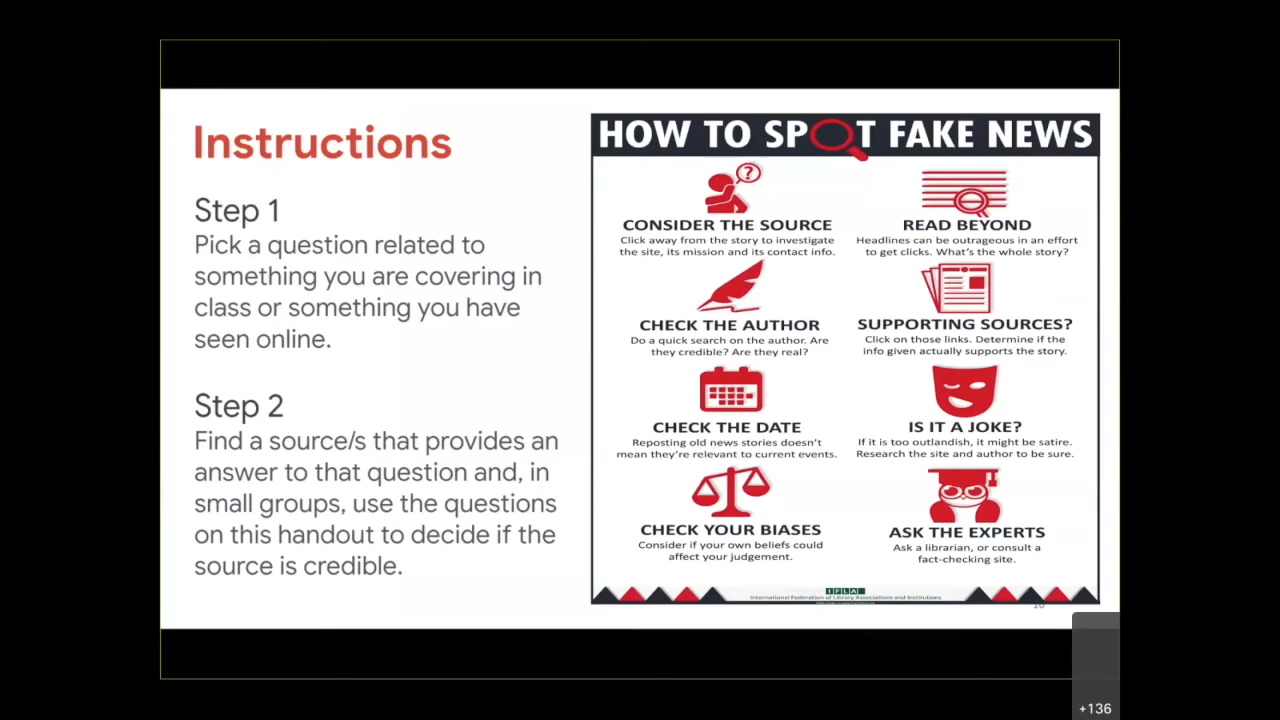 Instructions
Step 1
Pick a question related to
something you are covering in
class or something you have
seen online.
Step 2
Find a source/s that provides an
answer to that question and, in
small groups, use the questions
on this handout to decide if the
source is credible.
HOW TO SPOT FAKE NEWS
?
CONSIDER THE SOURCE
Click away from the story to investigate
the site, its mission and its contact info.
READ BEYOND
Headlines can be outrageous in an effort
to get clicks. What's the whole story?
CHECK THE AUTHOR
Do a quick search on the author. Are
they credible? Are they real?
SUPPORTING SOURCES?
Click on those links. Determine if the
info given actually supports the story.
CHECK THE DATE
Reposting old news stories doesn't
mean they're relevant to current events.
IS IT A JOKE?
If it is too outlandish, it might be satire.
Research the site and author to be sure.
CHECK YOUR BIASES
Consider if your own beliefs could
affect your judgement.
ASK THE EXPERTS
Ask a librarian, or consult a
fact-checking site.
IFLA
International Federation of Library Associations and Institutions
+136